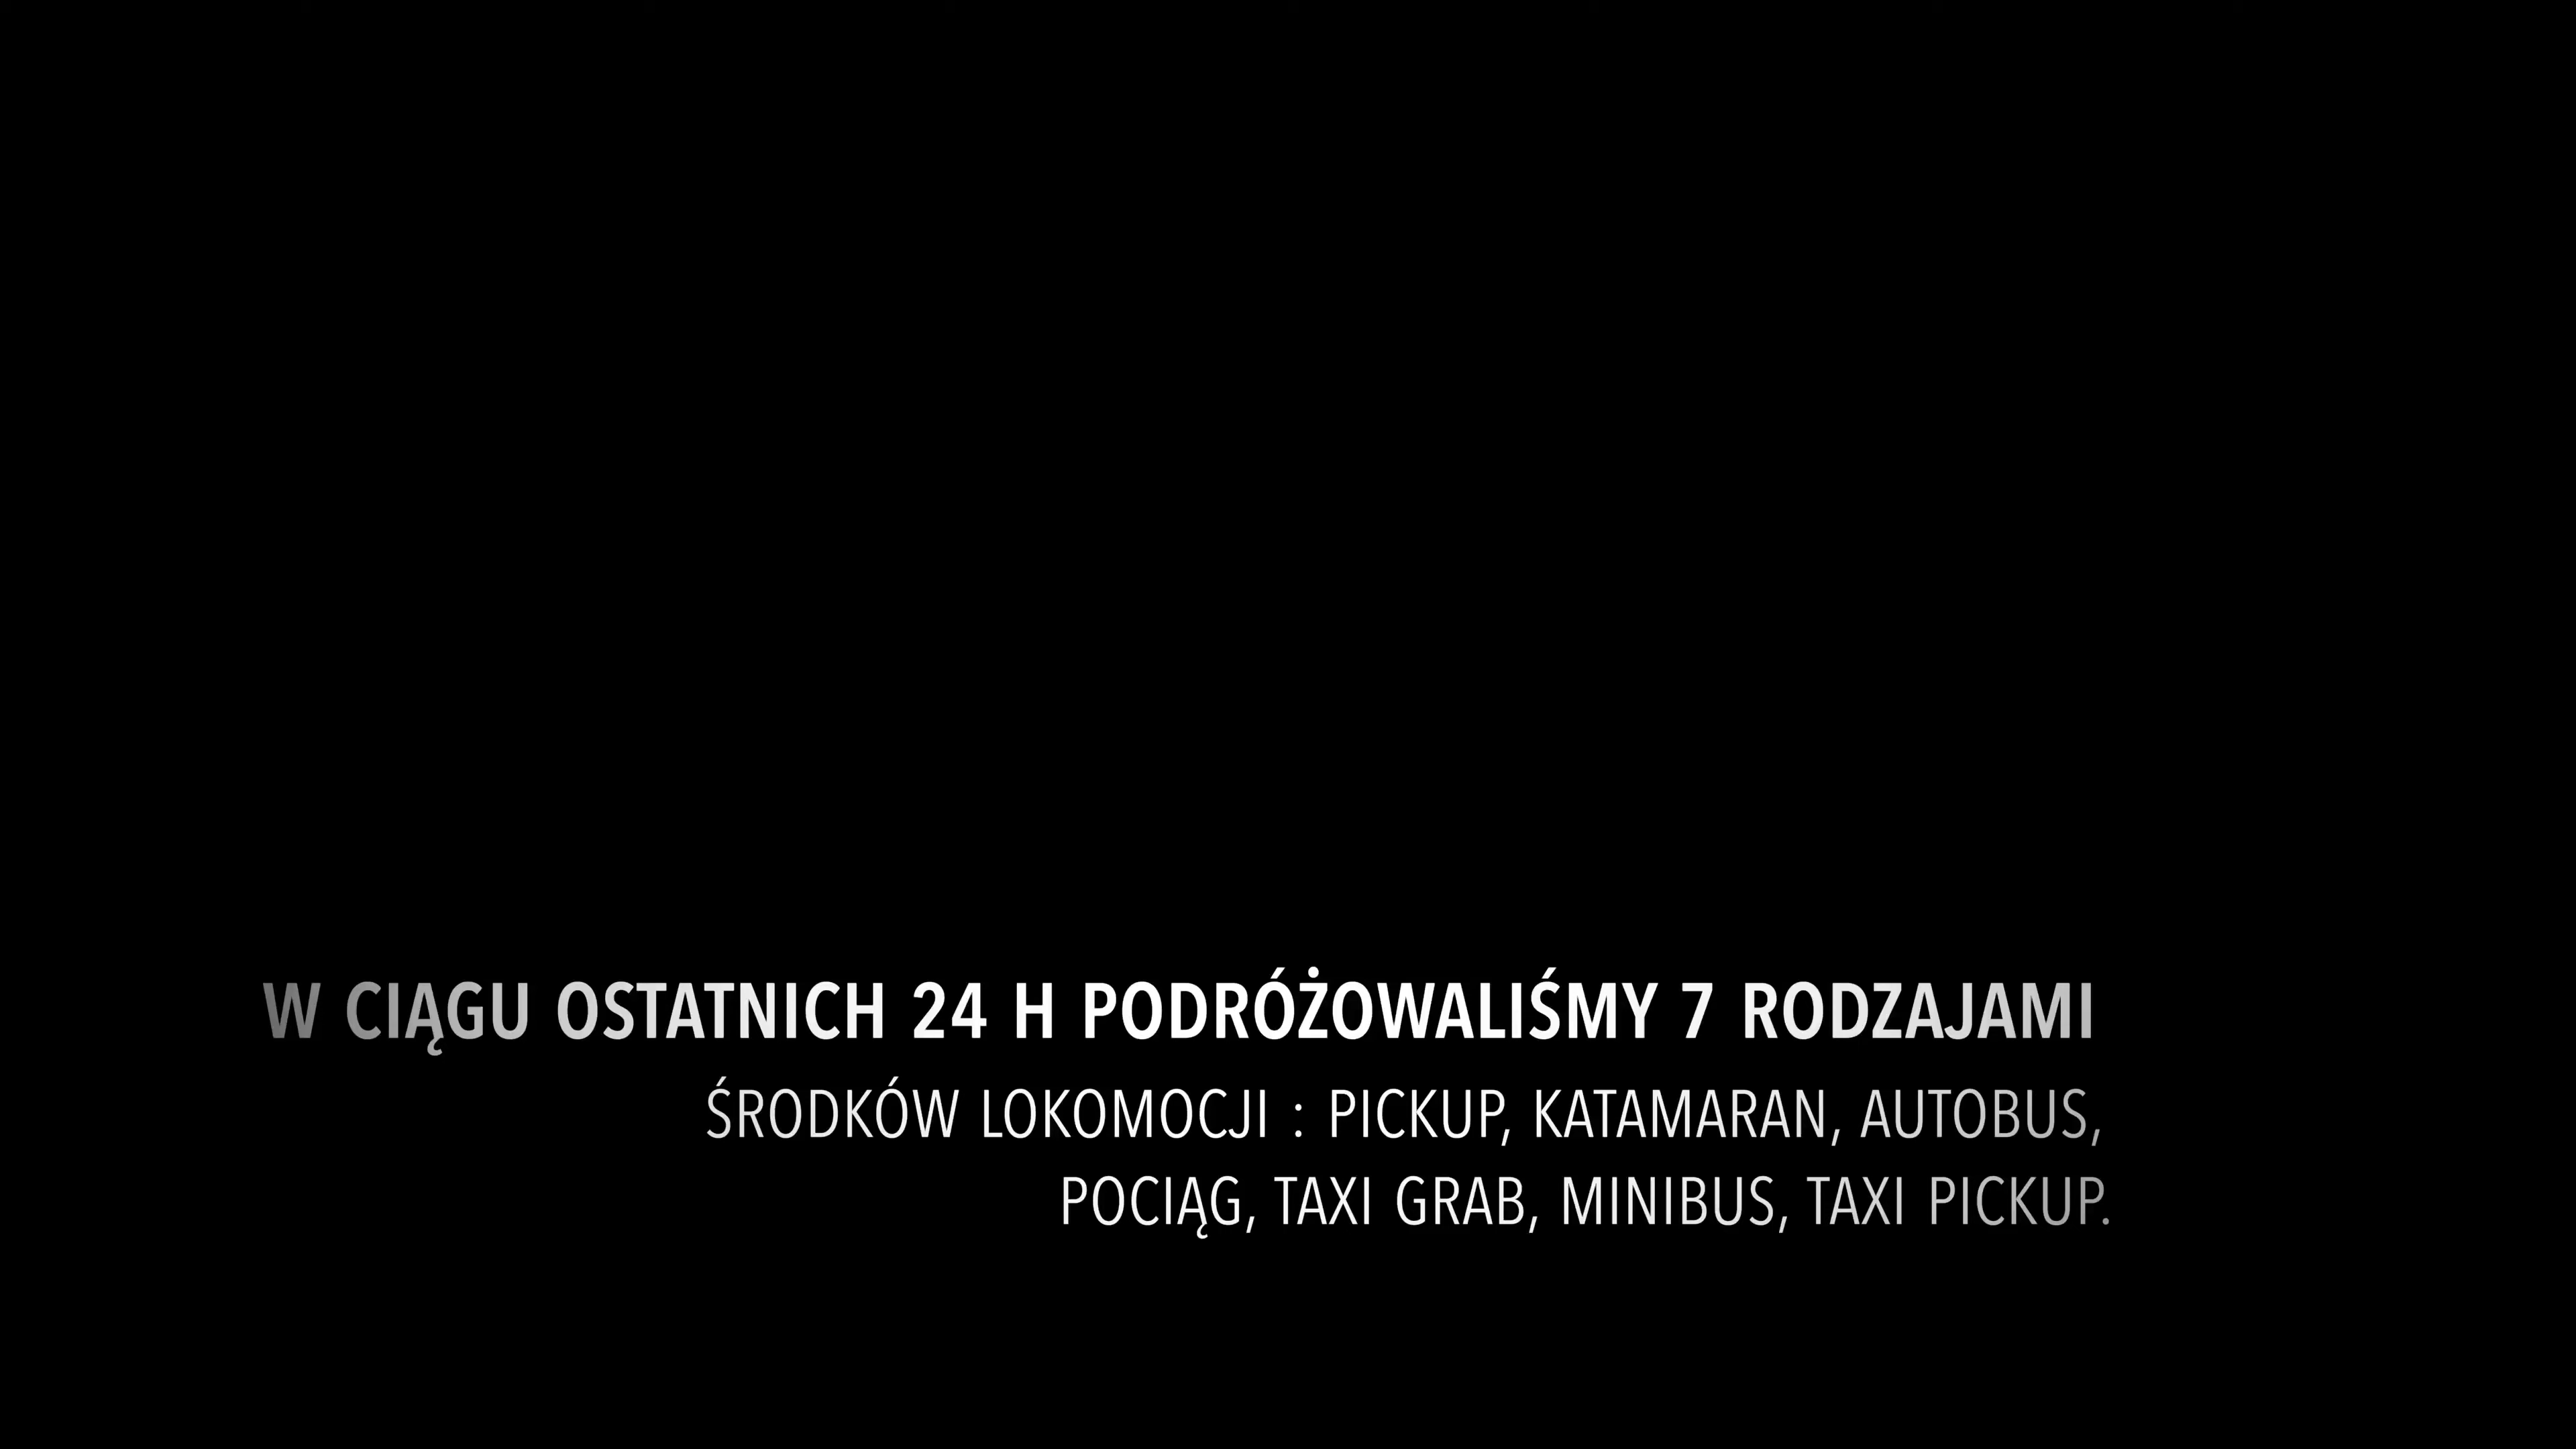 W CIĄGU OSTATNICH 24 H PODRÓŻOWALIŚMY 7 RODZAJAMI
ŚRODKÓW LOKOMOCJI : PICKUP, KATAMARAN, AUTOBUS,
POCIĄG, TAXI GRAB, MINIBUS, TAXI PICKUP.